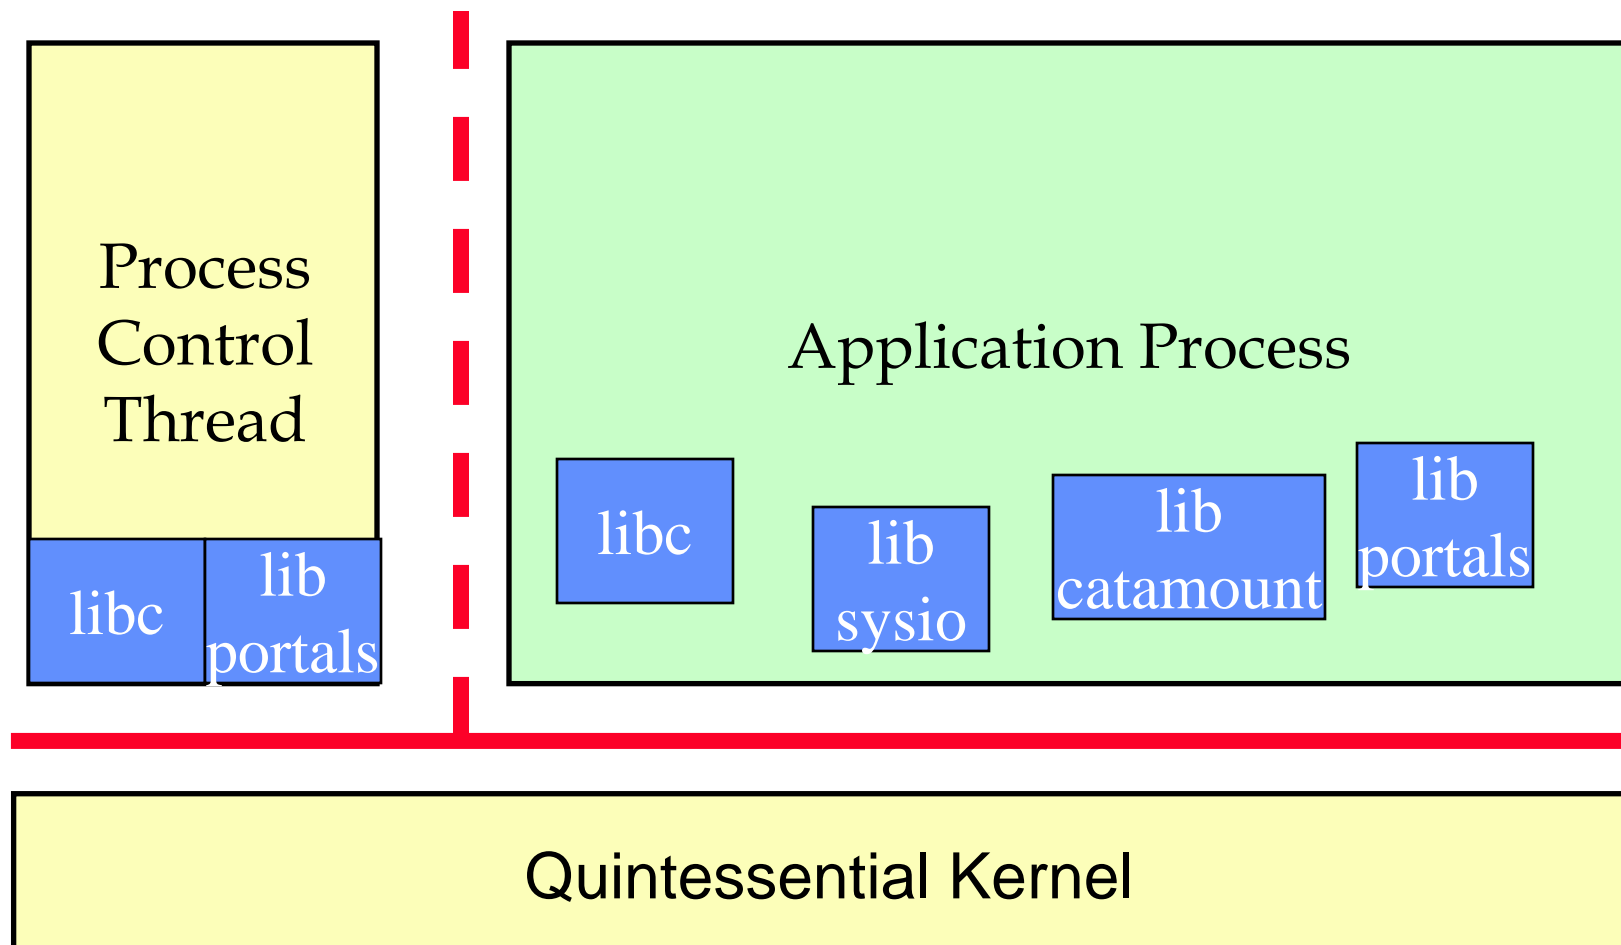 Process
Control
Thread
libc
lib
portals
Application Process
libc
lib
sysio
lib
catamount
lib
portals
Quintessential Kernel